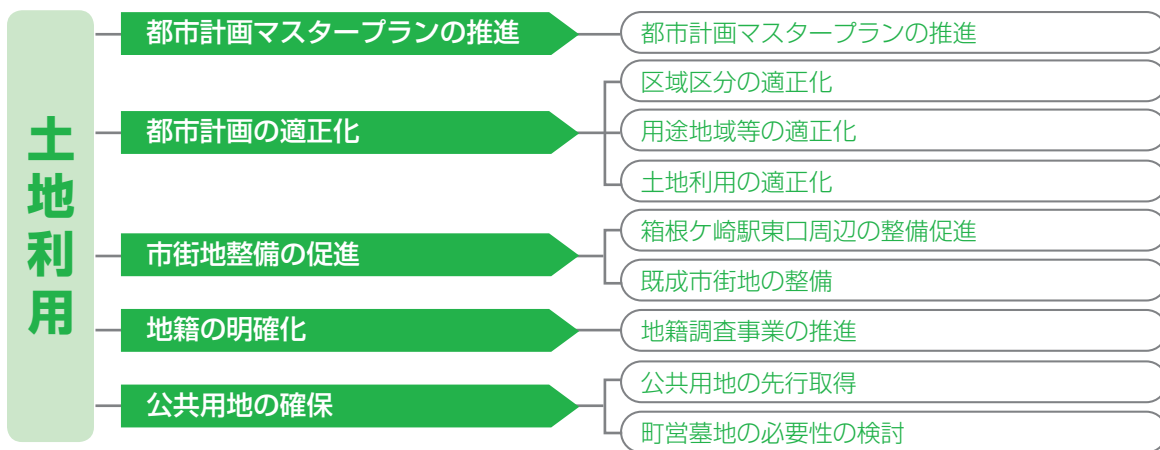 土地利用
都市計画マスタープランの推進
都市計画マスタープランの推進
都市計画の適正化
区域区分の適正化
用途地域等の適正化
土地利用の適正化
市街地整備の促進
箱根ケ崎駅東口周辺の整備促進
既成市街地の整備
地籍の明確化
地籍調査事業の推進
公共用地の確保
公共用地の先行取得
町営墓地の必要性の検討